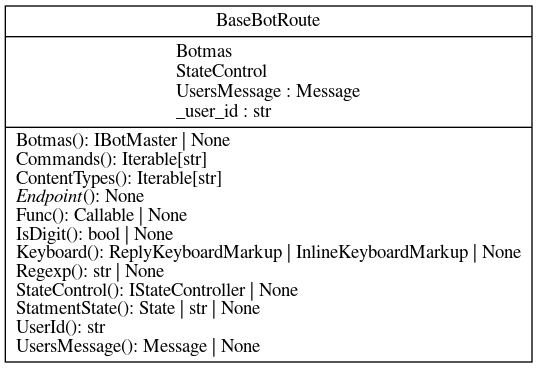 BaseBotRoute
Botmas
StateControl
UsersMessage : Message
_user_id : str
Botmas(): IBotMaster | None
Commands(): Iterable[str]
ContentTypes(): Iterable[str]
Endpoint(): None
Func(): Callable | None
IsDigit(): bool | None
Keyboard(): ReplyKeyboardMarkup | InlineKeyboardMarkup | None
Regexp(): str | None
StateControl(): IStateController | None
StatmentState(): State | str | None
UserId(): str
UsersMessage(): Message | None